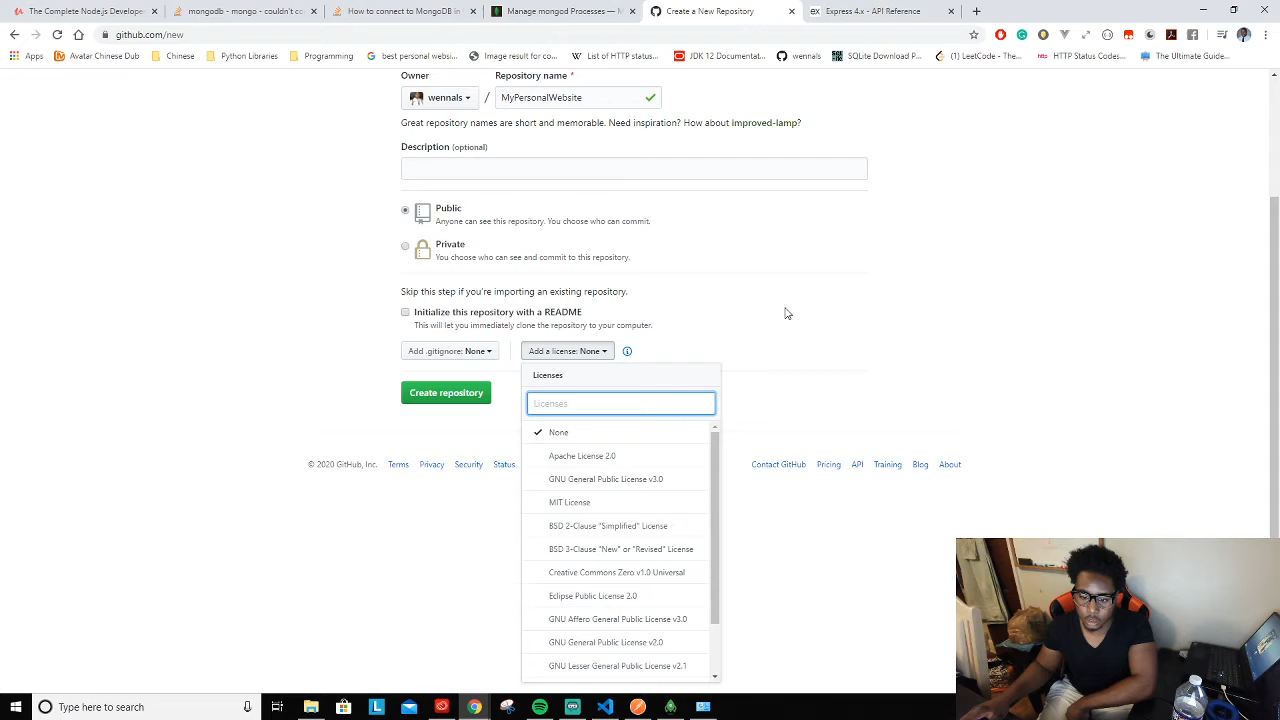 The Complete Node.js Develope
mongodb - mongo - couldn't co
How to connect to MongoDB in
Manage mongod Processes — M
Create a New Repository
Express 4.x - API Reference
github.com/new
Apps
Avatar Chinese Dub
Chinese
Python Libraries
Programming
best personal websi...
Image result for co...
List of HTTP status...
JDK 12 Documentat...
wennals
SQLite Download P...
(1) LeetCode - The...
HTTP Status Codes...
The Ultimate Guide...
Owner
Repository name *
wennals / MyPersonalWebsite
Great repository names are short and memorable. Need inspiration? How about improved-lamp?
Description (optional)
Public
Anyone can see this repository. You choose who can commit.
Private
You choose who can see and commit to this repository.
Skip this step if you're importing an existing repository.
Initialize this repository with a README
This will let you immediately clone the repository to your computer.
Add .gitignore: None
Add a license: None
Licenses
Create repository
Licenses
None
Apache License 2.0
© 2020 GitHub, Inc. Terms Privacy Security Status
Contact GitHub Pricing API Training Blog About
GNU General Public License v3.0
MIT License
BSD 2-Clause "Simplified" License
BSD 3-Clause "New" or "Revised" License
Creative Commons Zero v1.0 Universal
Eclipse Public License 2.0
GNU Affero General Public License v3.0
GNU General Public License v2.0
GNU Lesser General Public License v2.1
Type here to search